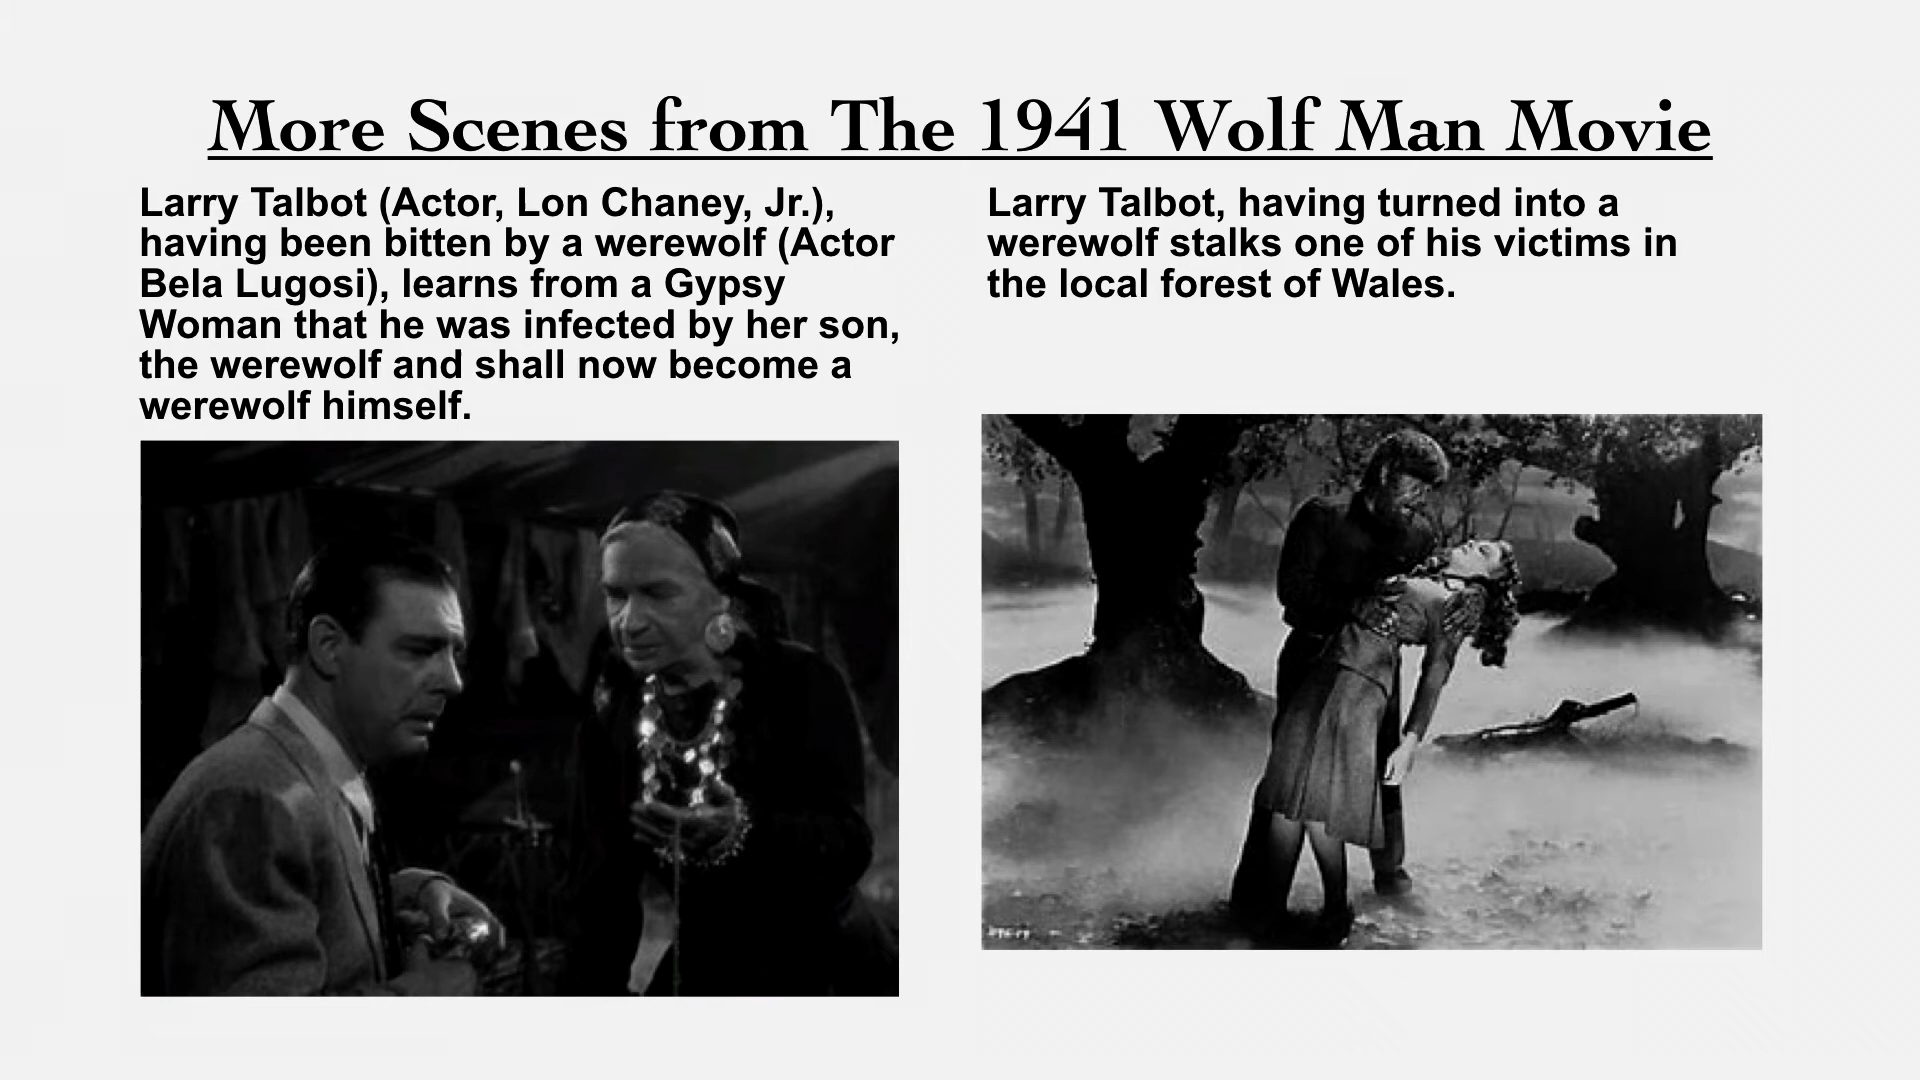 More Scenes from The 1941 Wolf Man Movie
Larry Talbot (Actor, Lon Chaney, Jr.),
having been bitten by a werewolf (Actor
Bela Lugosi), learns from a Gypsy
Woman that he was infected by her son,
the werewolf and shall now become a
werewolf himself.
Larry Talbot, having turned into a
werewolf stalks one of his victims in
the local forest of Wales.